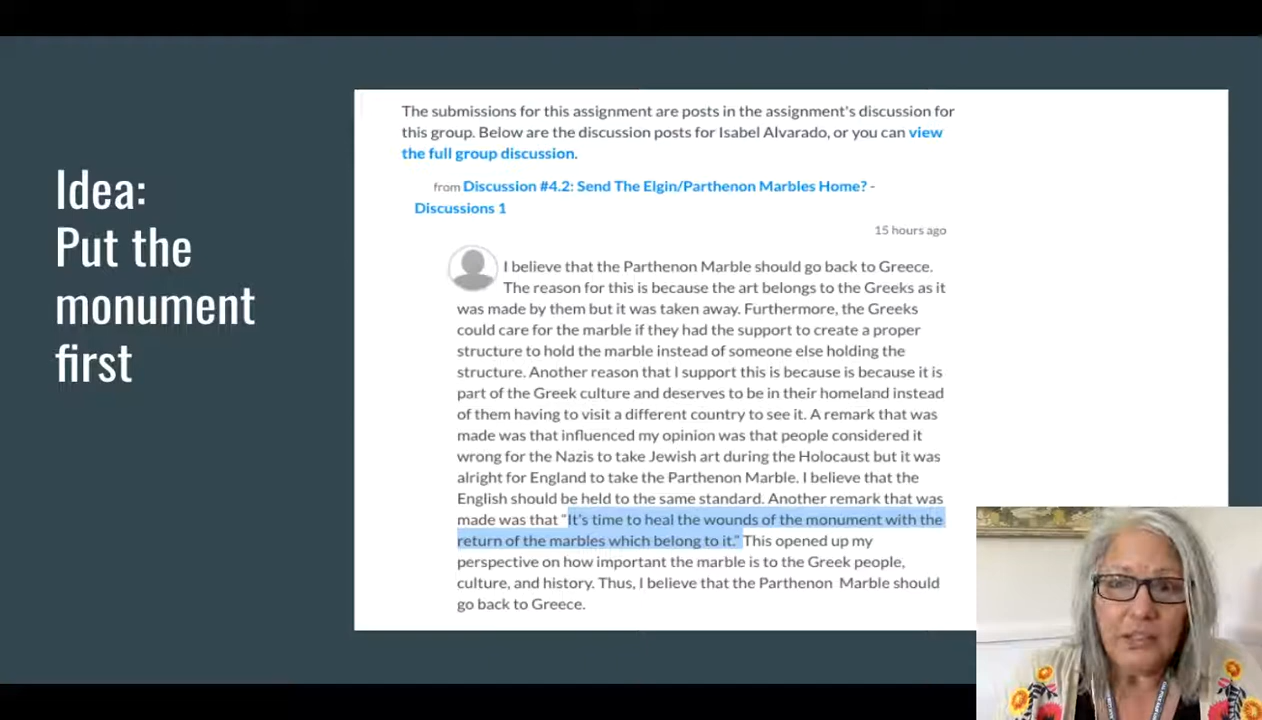 Idea:
Put the
monument
first
The submissions for this assignment are posts in the assignment's discussion for
this group. Below are the discussion posts for Isabel Alvarado, or you can view
the full group discussion.
from Discussion #4.2: Send The Elgin/Parthenon Marbles Home? -
Discussions 1
15 hours ago
I believe that the Parthenon Marble should go back to Greece.
The reason for this is because the art belongs to the Greeks as it
was made by them but it was taken away. Furthermore, the Greeks
could care for the marble if they had the support to create a proper
structure to hold the marble instead of someone else holding the
structure. Another reason that I support this is because is because it is
part of the Greek culture and deserves to be in their homeland instead
of them having to visit a different country to see it. A remark that was
made was that influenced my opinion was that people considered it
wrong for the Nazis to take Jewish art during the Holocaust but it was
alright for England to take the Parthenon Marble. I believe that the
English should be held to the same standard. Another remark that was
made was that "It's time to heal the wounds of the monument with the
return of the marbles which belong to it." This opened up my
perspective on how important the marble is to the Greek people,
culture, and history. Thus, I believe that the Parthenon  Marble should
go back to Greece.